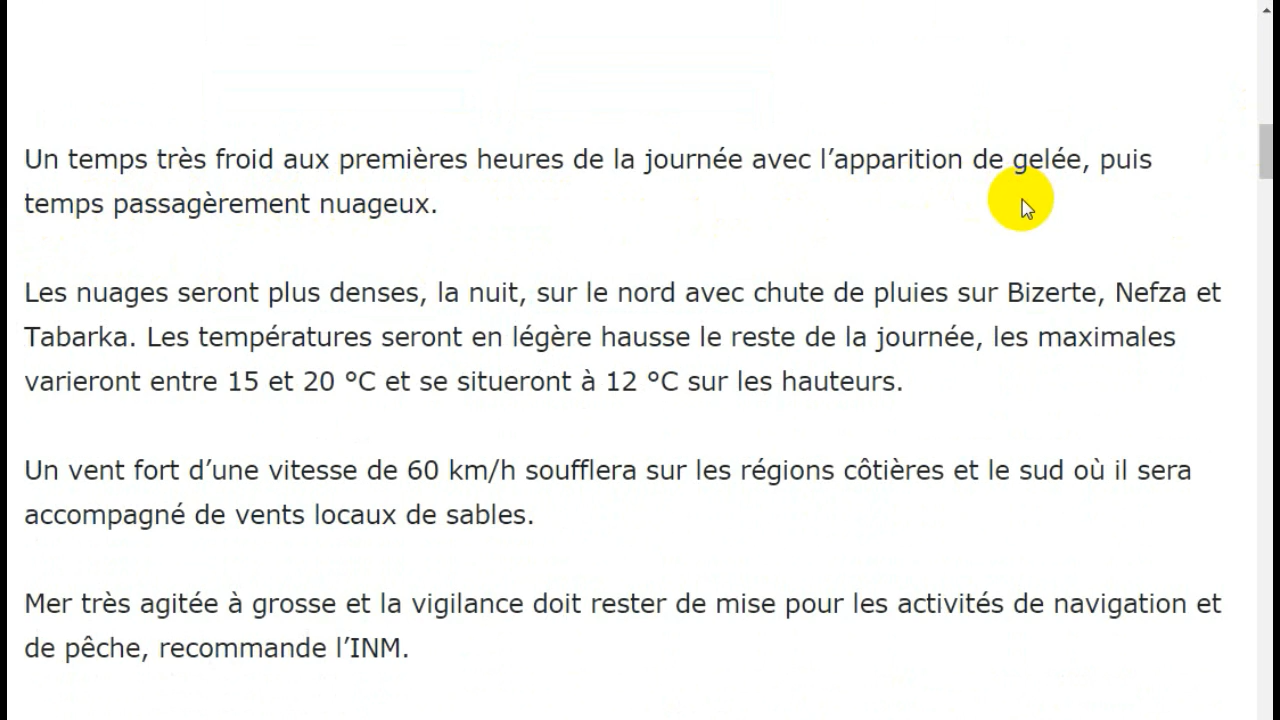 Un temps très froid aux premières heures de la journée avec l’apparition de gelée, puis
temps passagèrement nuageux.
Les nuages seront plus denses, la nuit, sur le nord avec chute de pluies sur Bizerte, Nefza et
Tabarka. Les températures seront en légère hausse le reste de la journée, les maximales
varieront entre 15 et 20 °C et se situeront à 12 °C sur les hauteurs.
Un vent fort d’une vitesse de 60 km/h soufflera sur les régions côtières et le sud où il sera
accompagné de vents locaux de sables.
Mer très agitée à grosse et la vigilance doit rester de mise pour les activités de navigation et
de pêche, recommande l’INM.